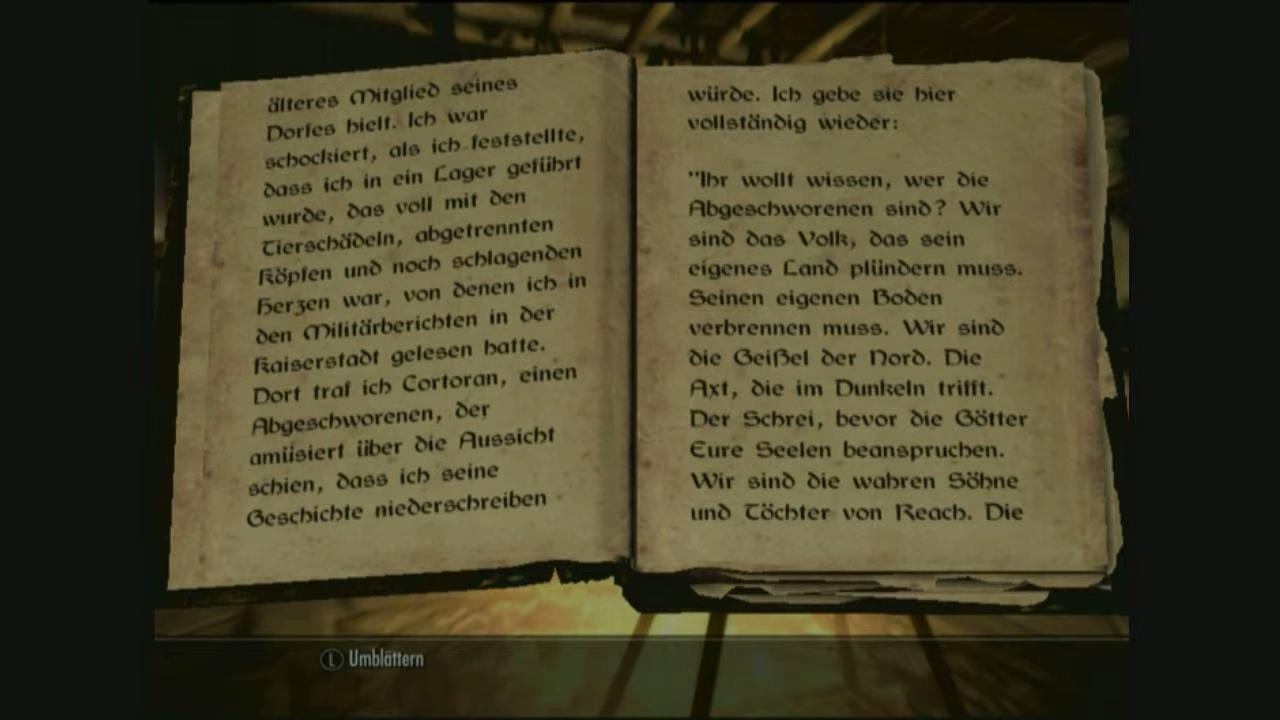 älteres Mitglied seines
Dorfes hielt. Ich war
schockiert, als ich feststellte,
dass ich in ein Lager geführt
wurde, das voll mit den
Tierschädeln, abgetrennten
Köpfen und noch schlagenden
Herzen war, von denen ich in
den Militärberichten in der
Kaiserstadt gelesen hatte.
Dort traf ich Cortoran, einen
Abgeschworenen, der
amüsiert über die Aussicht
schien, dass ich seine
Geschichte niederschreiben
würde. Ich gebe sie hier
vollständig wieder:
"Ihr wollt wissen, wer die
Abgeschworenen sind? Wir
sind das Volk, das sein
eigenes Land plündern muss.
Seinen eigenen Boden
verbrennen muss. Wir sind
die Geißel der Nord. Die
Axt, die im Dunkeln trifft.
Der Schrei, bevor die Götter
Eure Seelen beanspruchen.
Wir sind die wahren Söhne
und Töchter von Reach. Die
L Umblättern